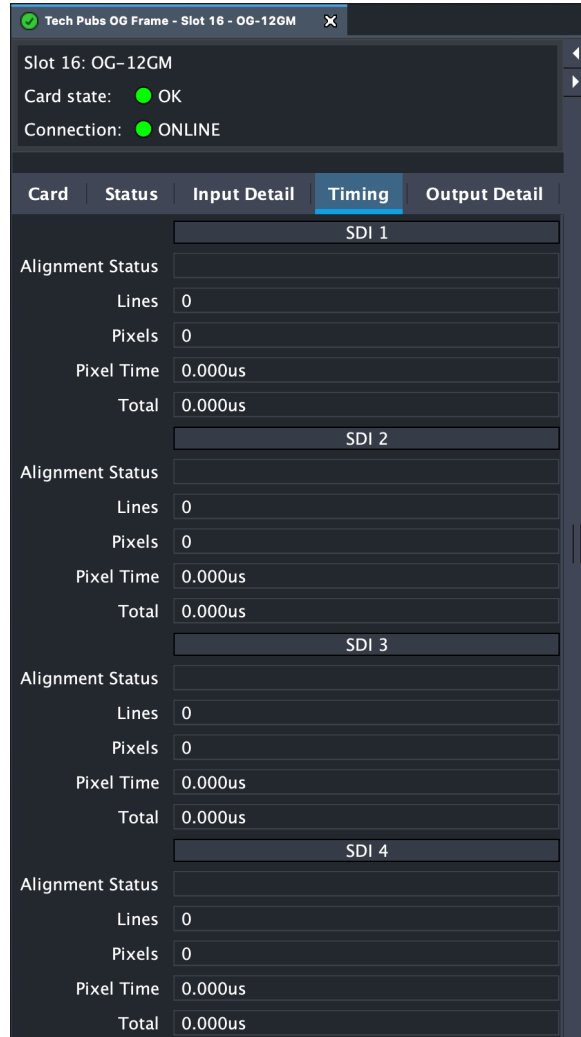 Tech Pubs OG Frame - Slot 16 - OG-12GM
Slot 16: OG-12GM
Card state: OK
Connection: ONLINE
Card Status Input Detail Timing Output Detail
SDI 1
Alignment Status
Lines 0
Pixels 0
Pixel Time 0.000us
Total 0.000us
SDI 2
Alignment Status
Lines 0
Pixels 0
Pixel Time 0.000us
Total 0.000us
SDI 3
Alignment Status
Lines 0
Pixels 0
Pixel Time 0.000us
Total 0.000us
SDI 4
Alignment Status
Lines 0
Pixels 0
Pixel Time 0.000us
Total 0.000us